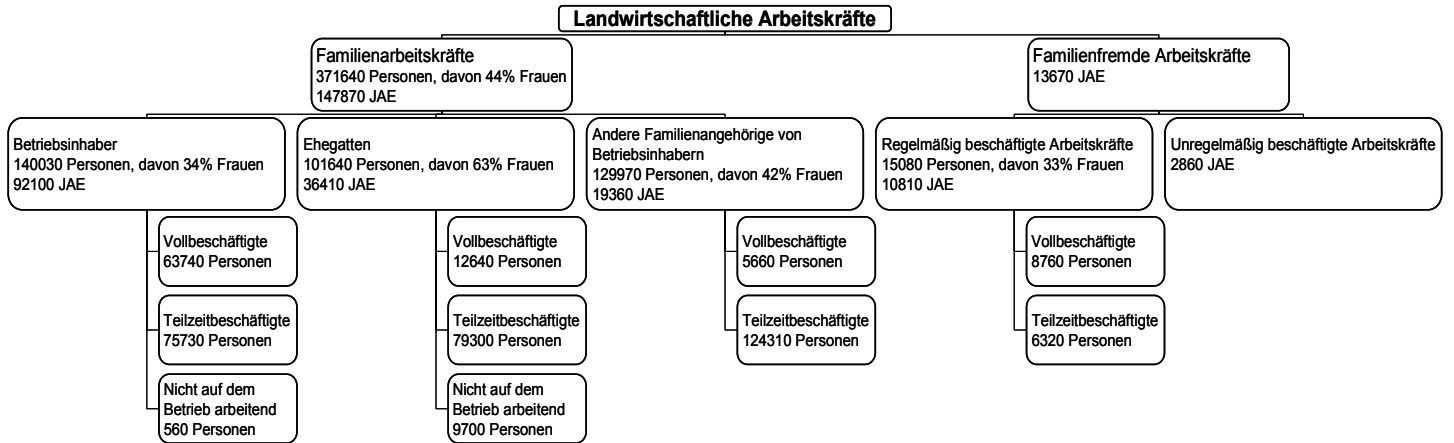 Landwirtschaftliche Arbeitskräfte
Familienarbeitskräfte
371640 Personen, davon 44% Frauen
147870 JAE
Familienfremde Arbeitskräfte
13670 JAE
Betriebsinhaber
140030 Personen, davon 34% Frauen
92100 JAE
Ehegatten
101640 Personen, davon 63% Frauen
36410 JAE
Andere Familienangehörige von
Betriebsinhabern
129970 Personen, davon 42% Frauen
19360 JAE
Regelmäßig beschäftigte Arbeitskräfte
15080 Personen, davon 33% Frauen
10810 JAE
Unregelmäßig beschäftigte Arbeitskräfte
2860 JAE
Vollbeschäftigte
63740 Personen
Teilzeitbeschäftigte
75730 Personen
Nicht auf dem
Betrieb arbeitend
560 Personen
Vollbeschäftigte
12640 Personen
Teilzeitbeschäftigte
79300 Personen
Nicht auf dem
Betrieb arbeitend
9700 Personen
Vollbeschäftigte
5660 Personen
Teilzeitbeschäftigte
124310 Personen
Vollbeschäftigte
8760 Personen
Teilzeitbeschäftigte
6320 Personen